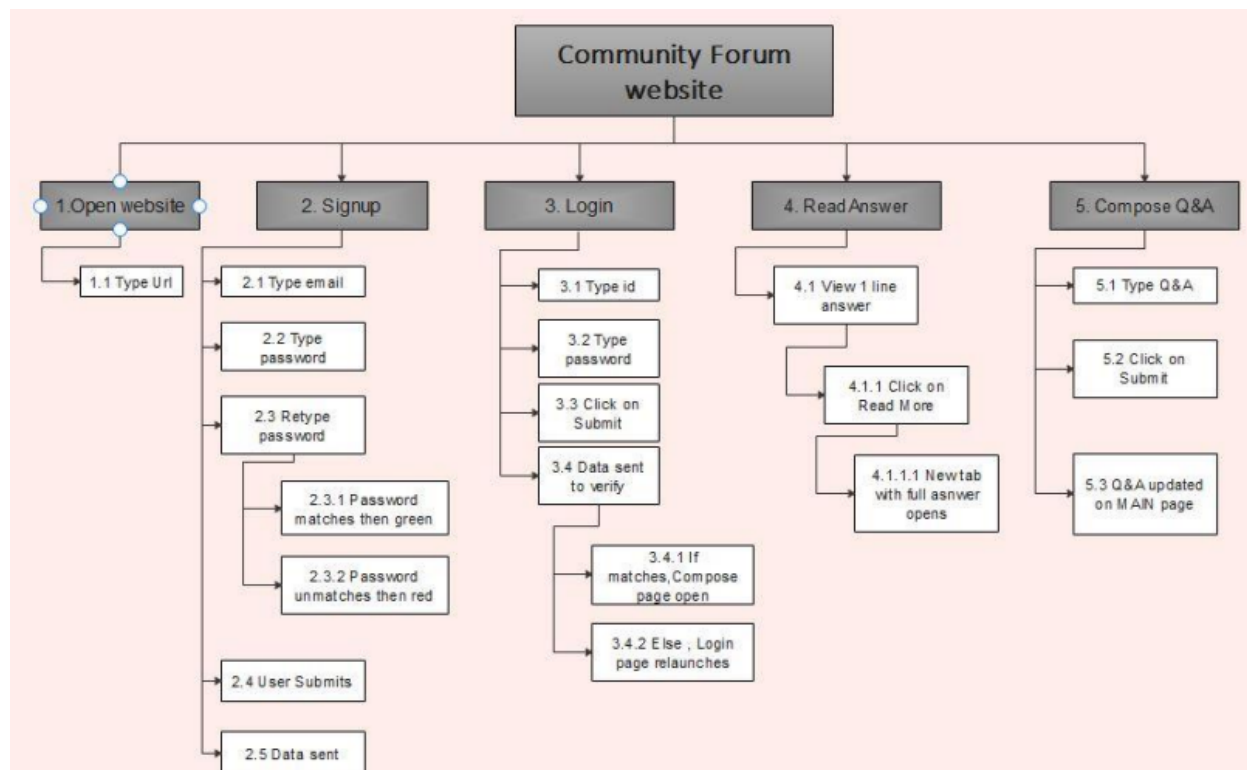 Community Forum
website
1.Open website
2. Signup
3. Login
4. Read Answer
5. Compose Q&A
1.1 Type Url
2.1 Type email
2.2 Type
password
2.3 Retype
password
2.3.1 Password
matches then green
2.3.2 Password
unmatches then red
2.4 User Submits
2.5 Data sent
3.1 Type id
3.2 Type
password
3.3 Click on
Submit
3.4 Data sent
to verify
3.4.1 If
matches,Compose
page open
3.4.2 Else , Login
page relaunches
4.1 View 1 line
answer
4.1.1 Click on
Read More
4.1.1.1 New tab
with full asnwer
opens
5.1 Type Q&A
5.2 Click on
Submit
5.3 Q&A updated
on MAIN page